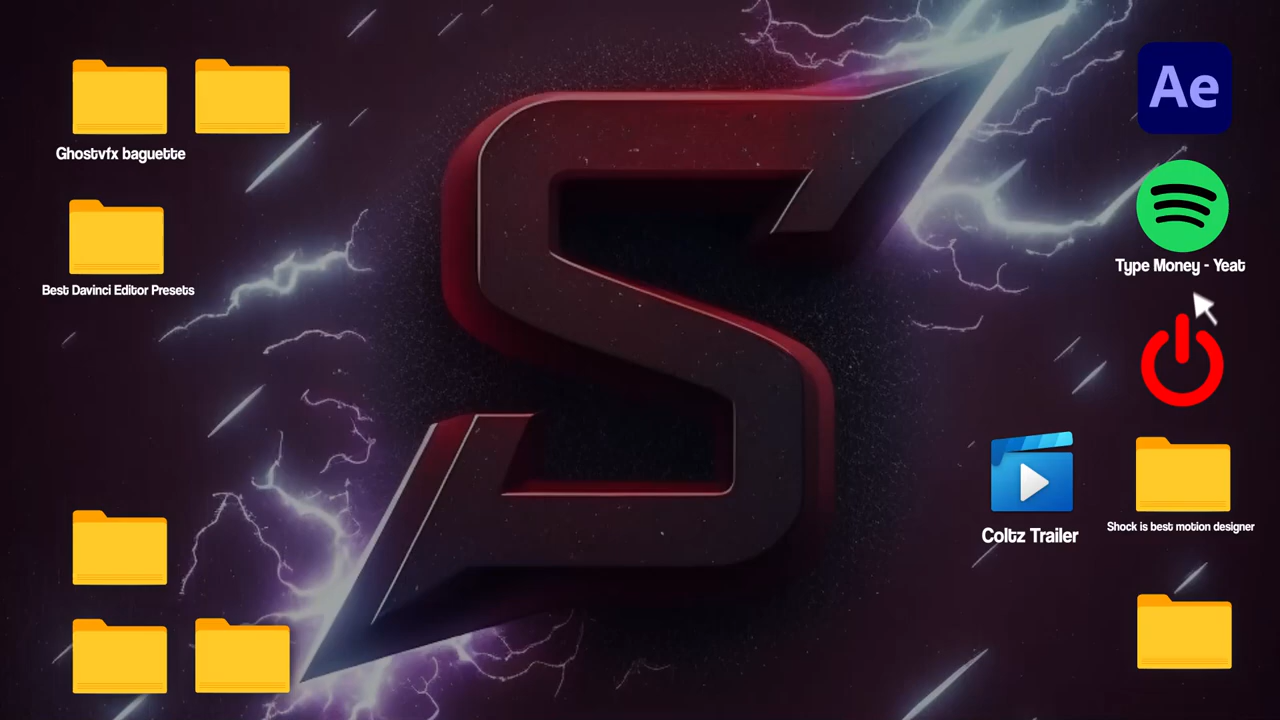 Ae
Ghostvfx baguette
Type Money - Yeat
Best Davinci Editor Presets
S
Shock is best motion designer
Coltz Trailer